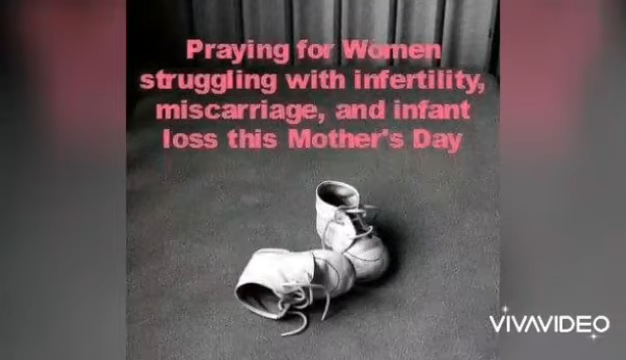 Praying for Women
struggling with infertility,
miscarriage, and infant
loss this Mother's Day
VIVAVIDEO